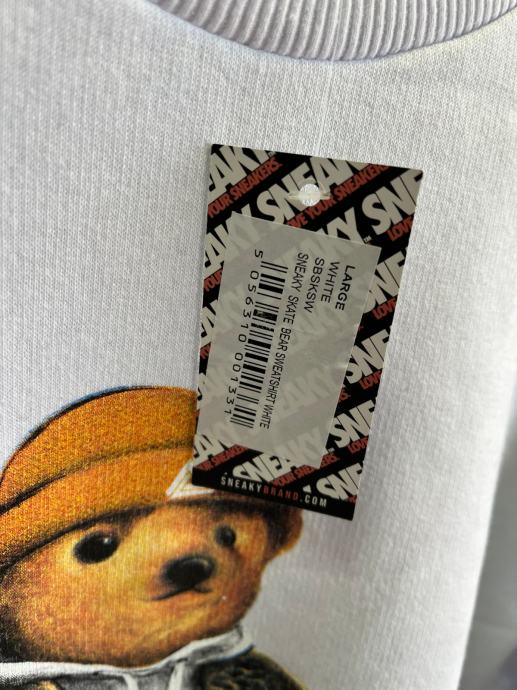 SNEAKY
LOVE YOUR SNEAKERS
LARGE
WHITE
SBSKSW
SNEAKY SKATE BEAR SWEATSHIRT WHITE
5 056310 001331
SNEAKYBRAND.COM